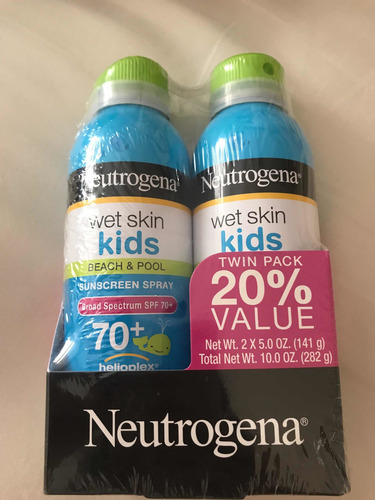 Neutrogena®
wet skin
kids
BEACH & POOL
SUNSCREEN SPRAY
Broad Spectrum SPF 70+
70+
helioplex®
Neutrogena®
wet skin
kids
TWIN PACK
20%
VALUE
Net Wt. 2 X 5.0 OZ. (141 g)
Total Net Wt. 10.0 OZ. (282 g)
Neutrogena®